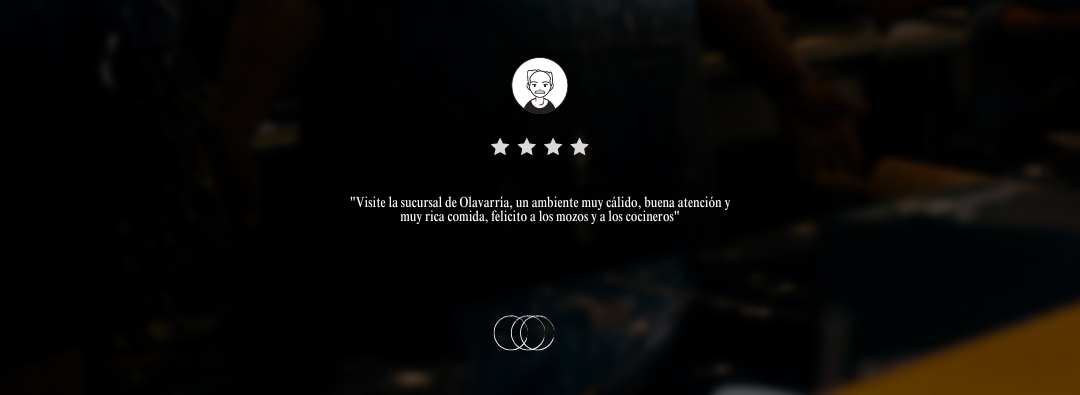 "Visite la sucursal de Olavarría, un ambiente muy cálido, buena atención y
muy rica comida, felicito a los mozos y a los cocineros"